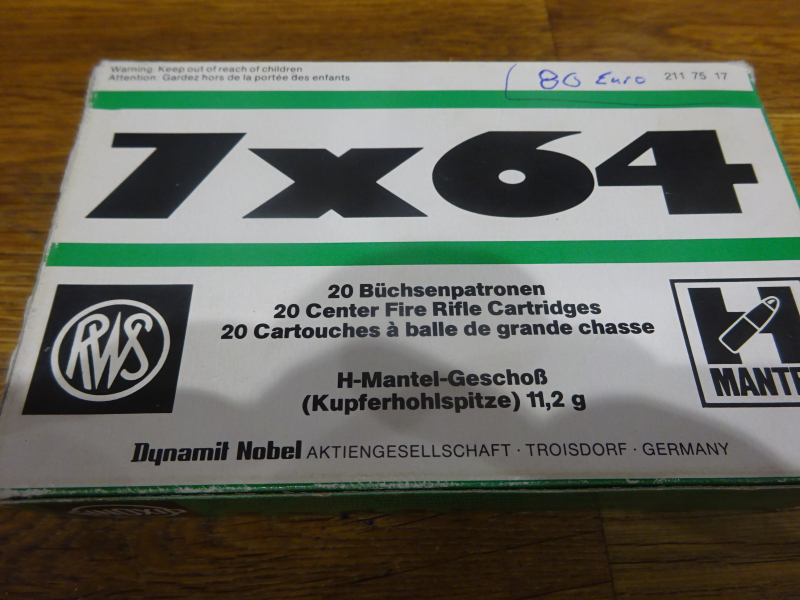 Warning: Keep out of reach of children
Attention: Gardez hors de la portée des enfants
80 Euro
211 75 17
7x64
RWS
20 Büchsenpatronen
20 Center Fire Rifle Cartridges
20 Cartouches à balle de grande chasse
H-Mantel-Geschoß
(Kupferhohlspitze) 11,2 g
H
MANTE
Dynamit Nobel AKTIENGESELLSCHAFT · TROISDORF · GERMANY